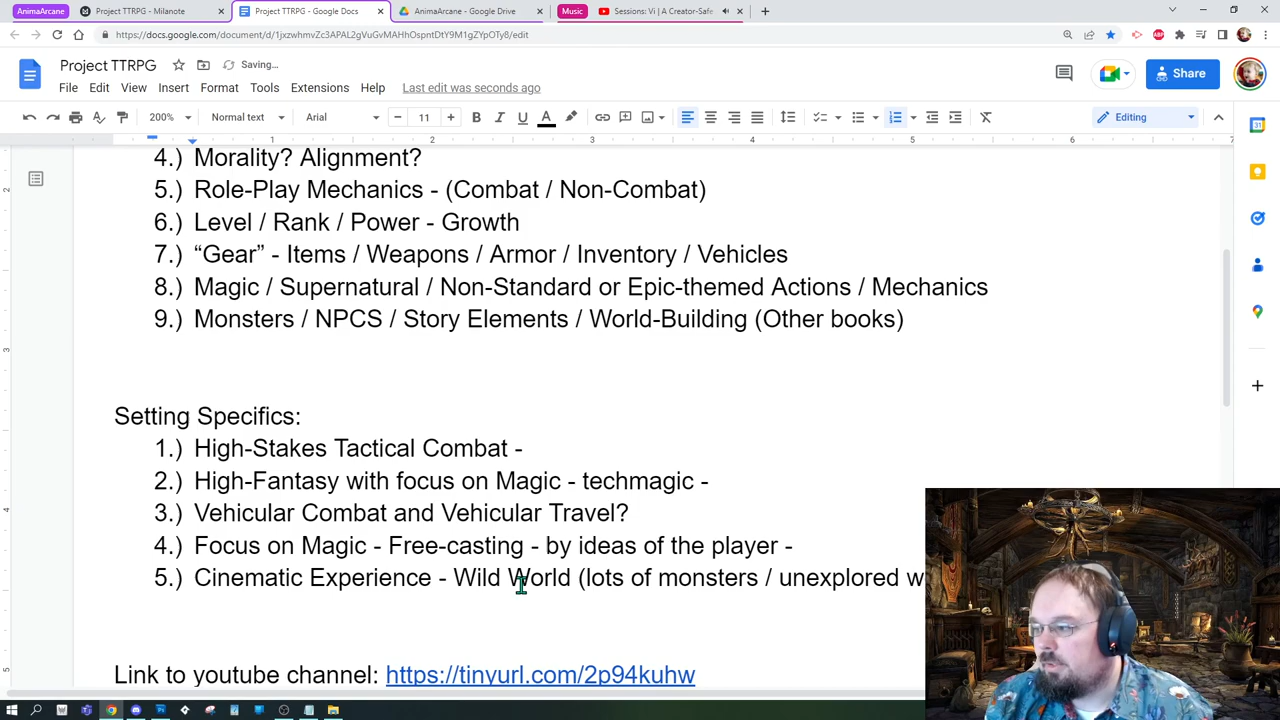 AnimaArcane
Project TTRPG - Milanote
Project TTRPG - Google Docs
AnimaArcane - Google Drive
Music
Sessions: Vi | A Creator-Safe
https://docs.google.com/document/d/1jxzwhmvZc3APAL2gVuGvMAHhOspntDtY9M1gZYpOTy8/edit
Project TTRPG
Saving...
File Edit View Insert Format Tools Extensions Help Last edit was seconds ago
Share
200% Normal text Arial 11 B I U A
Editing
2 3 4 5 6 7
4.) Morality? Alignment?
5.) Role-Play Mechanics - (Combat / Non-Combat)
6.) Level / Rank / Power - Growth
7.) “Gear” - Items / Weapons / Armor / Inventory / Vehicles
8.) Magic / Supernatural / Non-Standard or Epic-themed Actions / Mechanics
9.) Monsters / NPCS / Story Elements / World-Building (Other books)
Setting Specifics:
1.) High-Stakes Tactical Combat -
2.) High-Fantasy with focus on Magic - techmagic -
3.) Vehicular Combat and Vehicular Travel?
4.) Focus on Magic - Free-casting - by ideas of the player -
5.) Cinematic Experience - Wild World (lots of monsters / unexplored w
Link to youtube channel: https://tinyurl.com/2p94kuhw